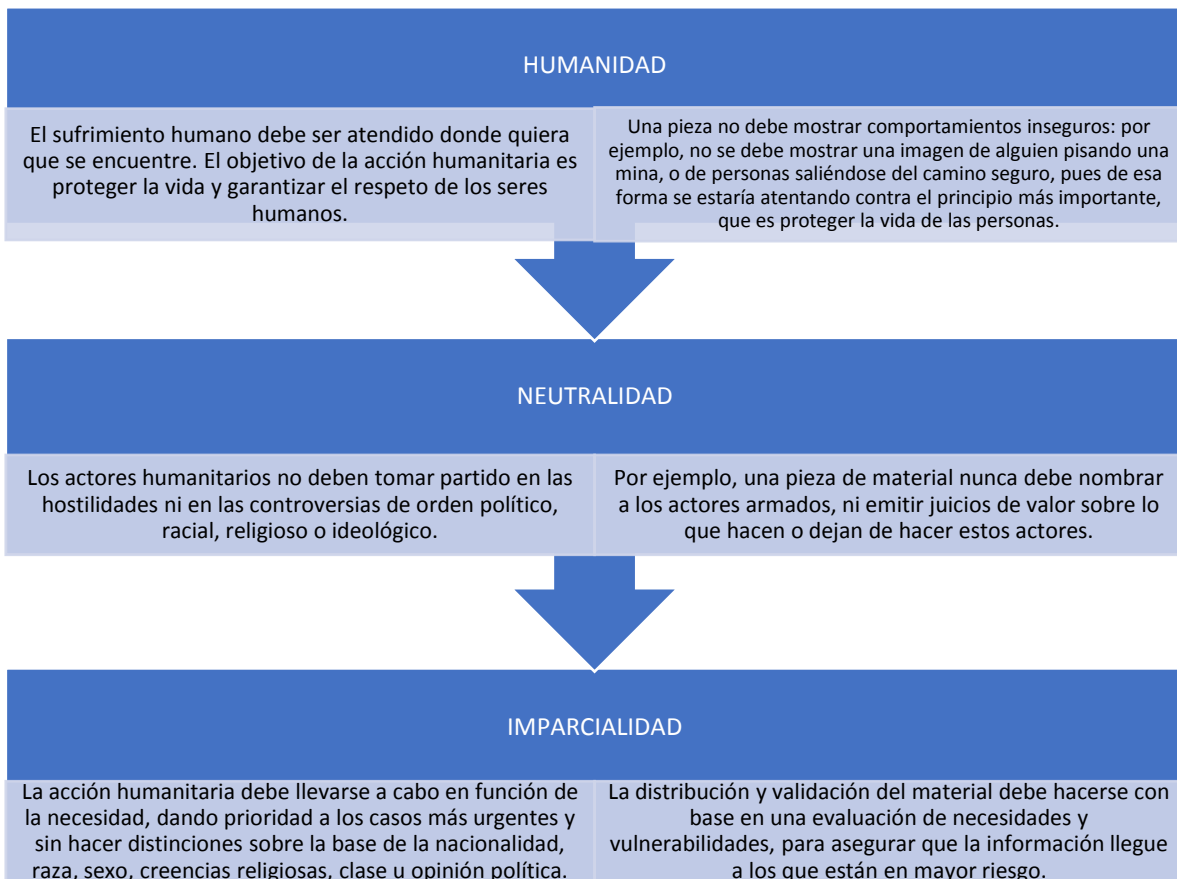 HUMANIDAD
El sufrimiento humano debe ser atendido donde quiera
que se encuentre. El objetivo de la acción humanitaria es
proteger la vida y garantizar el respeto de los seres
humanos.
Una pieza no debe mostrar comportamientos inseguros: por
ejemplo, no se debe mostrar una imagen de alguien pisando una
mina, o de personas saliéndose del camino seguro, pues de esa
forma se estaría atentando contra el principio más importante,
que es proteger la vida de las personas.
NEUTRALIDAD
Los actores humanitarios no deben tomar partido en las
hostilidades ni en las controversias de orden político,
racial, religioso o ideológico.
Por ejemplo, una pieza de material nunca debe nombrar
a los actores armados, ni emitir juicios de valor sobre lo
que hacen o dejan de hacer estos actores.
IMPARCIALIDAD
La acción humanitaria debe llevarse a cabo en función de
la necesidad, dando prioridad a los casos más urgentes y
sin hacer distinciones sobre la base de la nacionalidad,
raza, sexo, creencias religiosas, clase u opinión política.
La distribución y validación del material debe hacerse con
base en una evaluación de necesidades y
vulnerabilidades, para asegurar que la información llegue
a los que están en mayor riesgo.